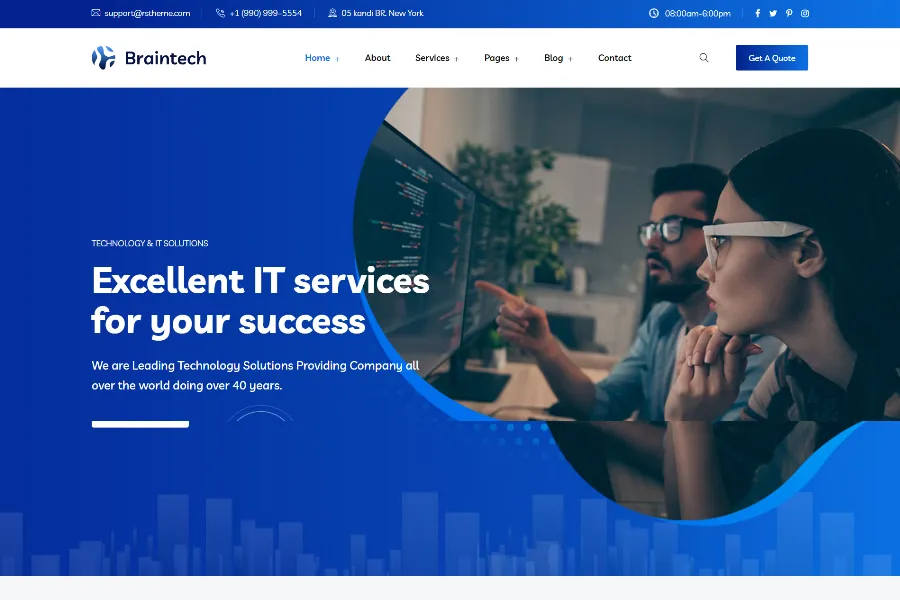 support@rstheme.com
+1 (990) 999-5554
05 kandi BR. New York
08:00am-6:00pm
Braintech
Home +
About
Services +
Pages +
Blog +
Contact
Get A Quote
TECHNOLOGY & IT SOLUTIONS
Excellent IT services
for your success
We are Leading Technology Solutions Providing Company all
over the world doing over 40 years.